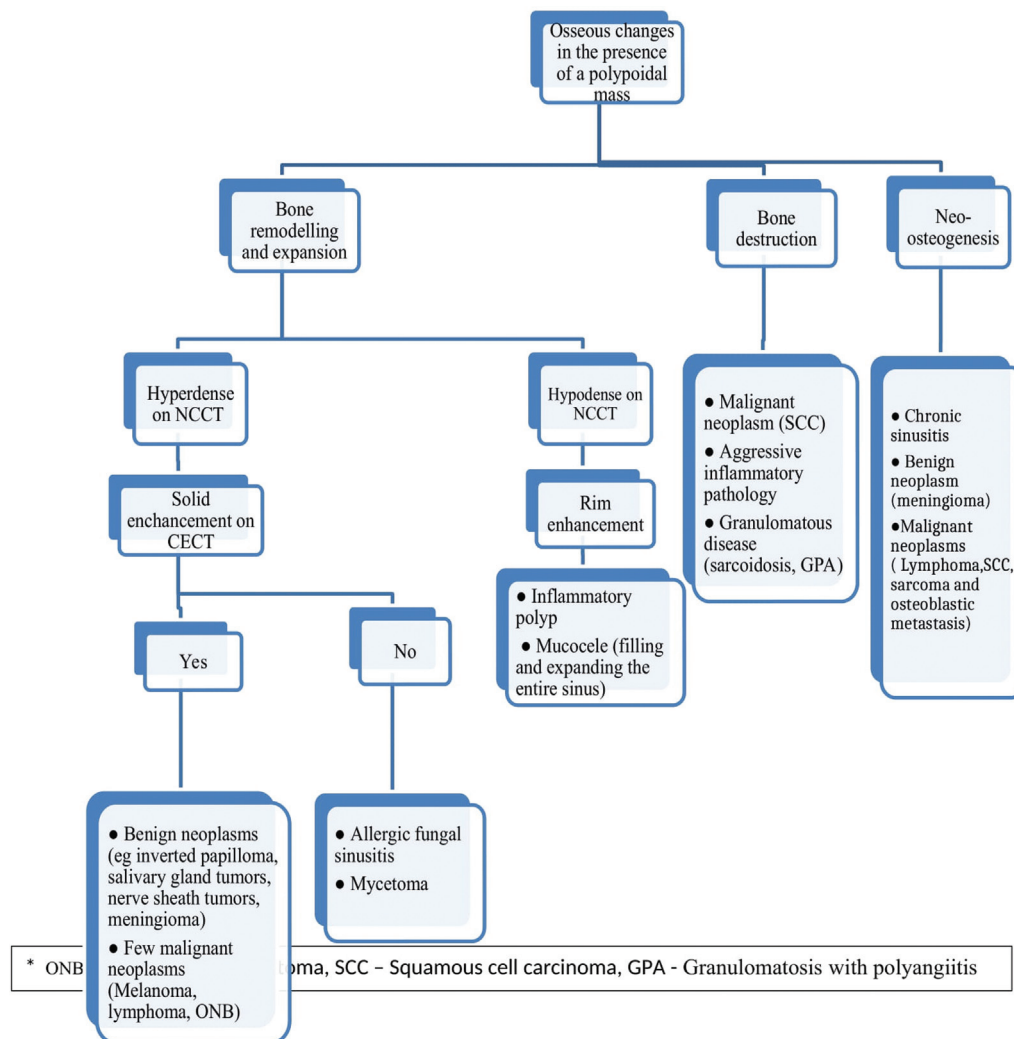 Osseous changes
in the presence
of a polypoidal
mass
Bone
remodelling
and expansion
Bone
destruction
Neo-
osteogenesis
Hyperdense
on NCCT
Hypodense on
NCCT
Solid
enchancement on
CECT
Rim
enhancement
Yes
No
● Inflammatory
polyp
● Mucocele (filling
and expanding the
entire sinus)
● Malignant
neoplasm (SCC)
● Aggressive
inflammatory
pathology
● Granulomatous
disease
(sarcoidosis, GPA)
● Chronic
sinusitis
● Benign
neoplasm
(meningioma)
●Malignant
neoplasms
( Lymphoma,SCC,
sarcoma and
osteoblastic
metastasis)
● Benign neoplasms
(eg inverted papilloma,
salivary gland tumors,
nerve sheath tumors,
meningioma)
● Few malignant
neoplasms
(Melanoma,
lymphoma, ONB)
● Allergic fungal
sinusitis
● Mycetoma
* ONB toma, SCC – Squamous cell carcinoma, GPA - Granulomatosis with polyangiitis